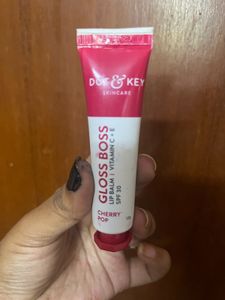 DOT & KEY
SKINCARE
GLOSS BOSS
LIP BALM | VITAMIN C + E
SPF 30
CHERRY POP